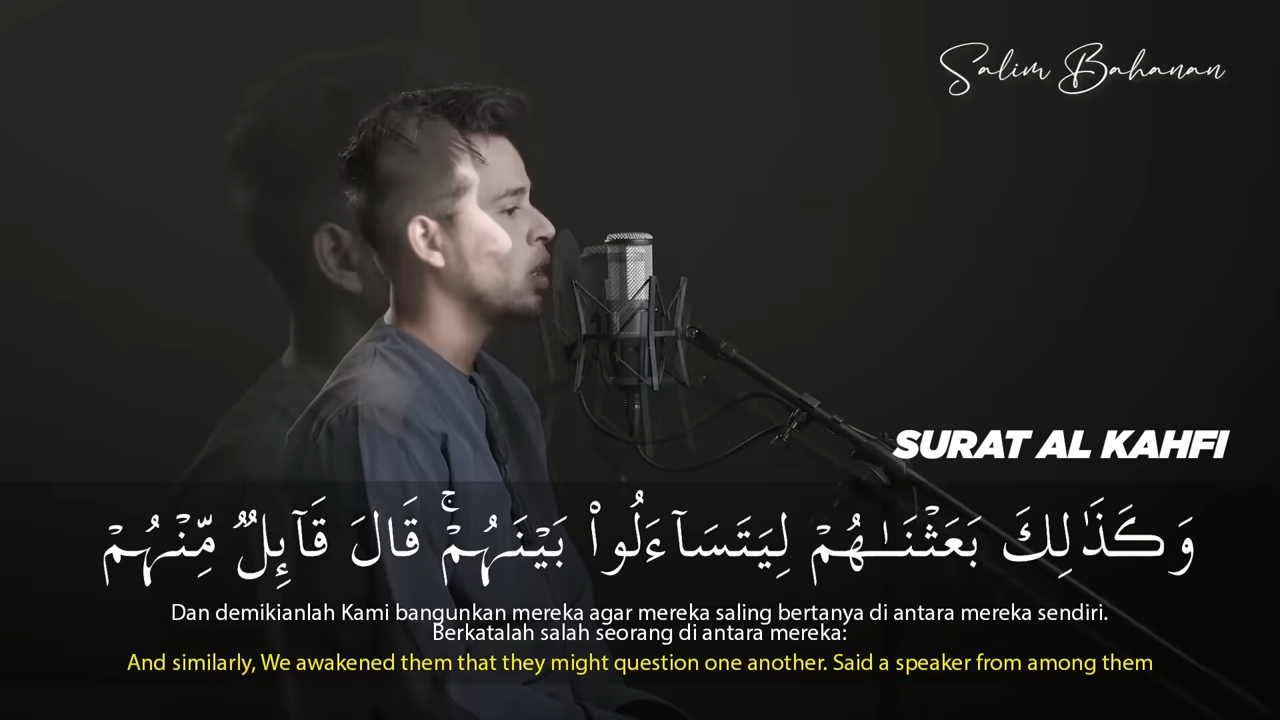 Salim Bahanan
SURAT AL KAHFI
وَكَذَٰلِكَ بَعَثْنَـٰهُمْ لِيَتَسَآءَلُوا۟ بَيْنَهُمْ ۚ قَالَ قَآئِلٌۭ مِّنْهُمْ
Dan demikianlah Kami bangunkan mereka agar mereka saling bertanya di antara mereka sendiri.
Berkatalah salah seorang di antara mereka:
And similarly, We awakened them that they might question one another. Said a speaker from among them